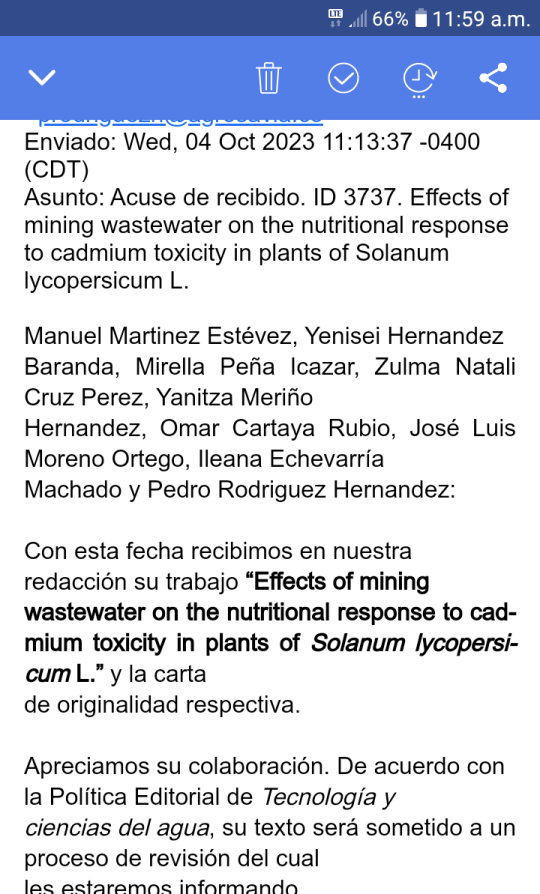 LTE 66% 11:59 a.m.
Enviado: Wed, 04 Oct 2023 11:13:37 -0400
(CDT)
Asunto: Acuse de recibido. ID 3737. Effects of
mining wastewater on the nutritional response
to cadmium toxicity in plants of Solanum
lycopersicum L.
Manuel Martinez Estévez, Yenisei Hernandez
Baranda, Mirella Peña Icazar, Zulma Natali
Cruz Perez, Yanitza Meriño
Hernandez, Omar Cartaya Rubio, José Luis
Moreno Ortego, Ileana Echevarría
Machado y Pedro Rodriguez Hernandez:
Con esta fecha recibimos en nuestra
redacción su trabajo “Effects of mining
wastewater on the nutritional response to cad-
mium toxicity in plants of Solanum lycopersi-
cum L.” y la carta
de originalidad respectiva.
Apreciamos su colaboración. De acuerdo con
la Política Editorial de Tecnología y
ciencias del agua, su texto será sometido a un
proceso de revisión del cual
les estaremos informando